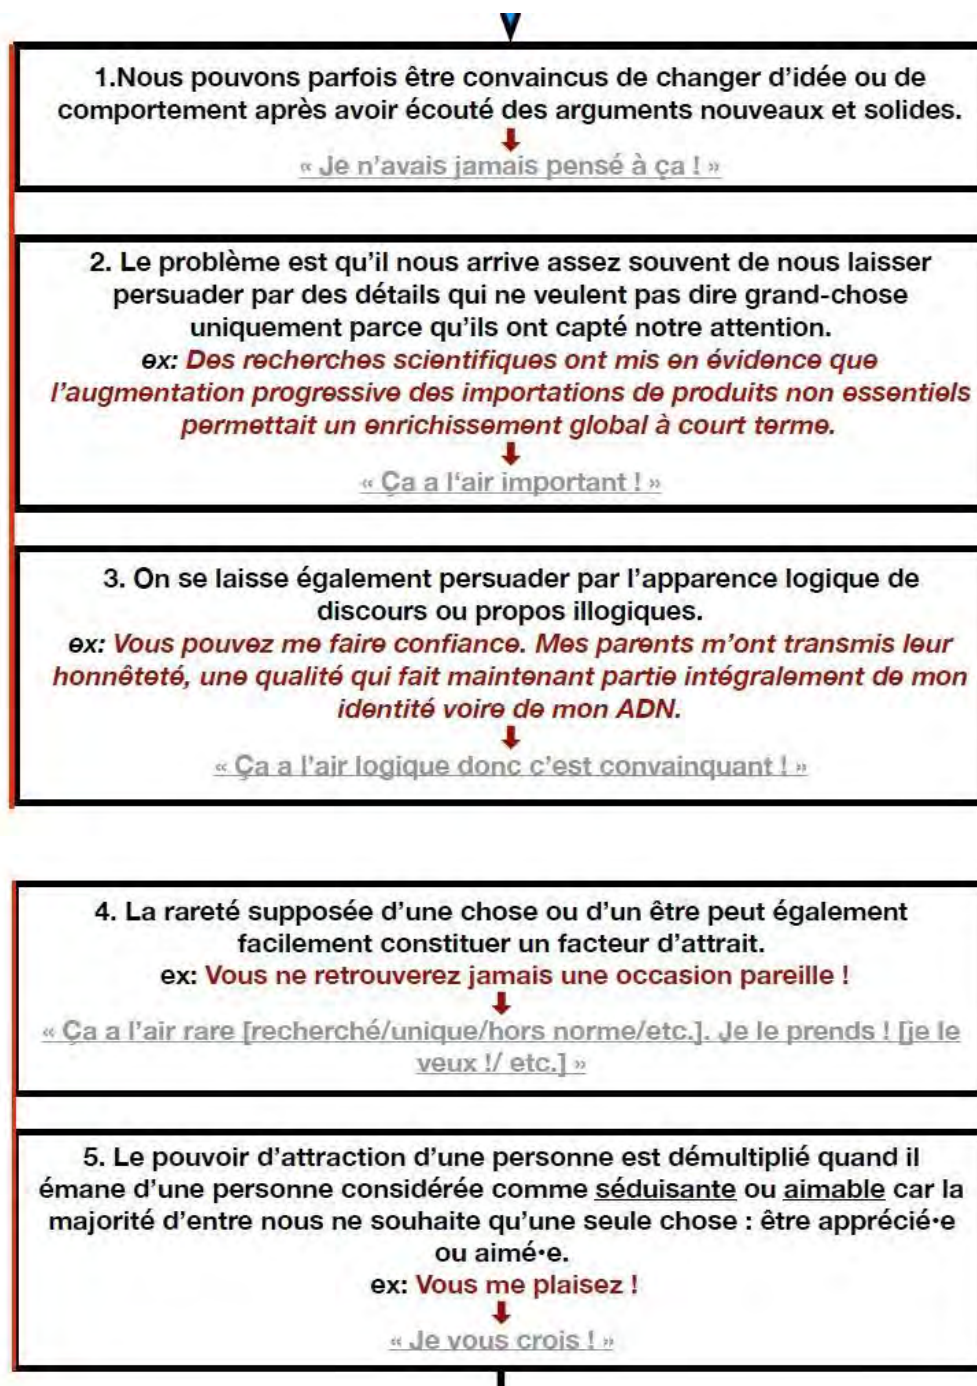 1.Nous pouvons parfois être convaincus de changer d’idée ou de
comportement après avoir écouté des arguments nouveaux et solides.
« Je n’avais jamais pensé à ça ! »
2. Le problème est qu’il nous arrive assez souvent de nous laisser
persuader par des détails qui ne veulent pas dire grand-chose
uniquement parce qu’ils ont capté notre attention.
ex: Des recherches scientifiques ont mis en évidence que
l’augmentation progressive des importations de produits non essentiels
permettait un enrichissement global à court terme.
« Ça a l‘air important ! »
3. On se laisse également persuader par l’apparence logique de
discours ou propos illogiques.
ex: Vous pouvez me faire confiance. Mes parents m’ont transmis leur
honnêteté, une qualité qui fait maintenant partie intégralement de mon
identité voire de mon ADN.
« Ça a l’air logique donc c’est convainquant ! »
4. La rareté supposée d’une chose ou d’un être peut également
facilement constituer un facteur d’attrait.
ex: Vous ne retrouverez jamais une occasion pareille !
« Ça a l’air rare [recherché/unique/hors norme/etc.]. Je le prends ! [je le
veux !/ etc.] »
5. Le pouvoir d’attraction d’une personne est démultiplié quand il
émane d’une personne considérée comme séduisante ou aimable car la
majorité d’entre nous ne souhaite qu’une seule chose : être apprécié·e
ou aimé·e.
ex: Vous me plaisez !
« Je vous crois ! »